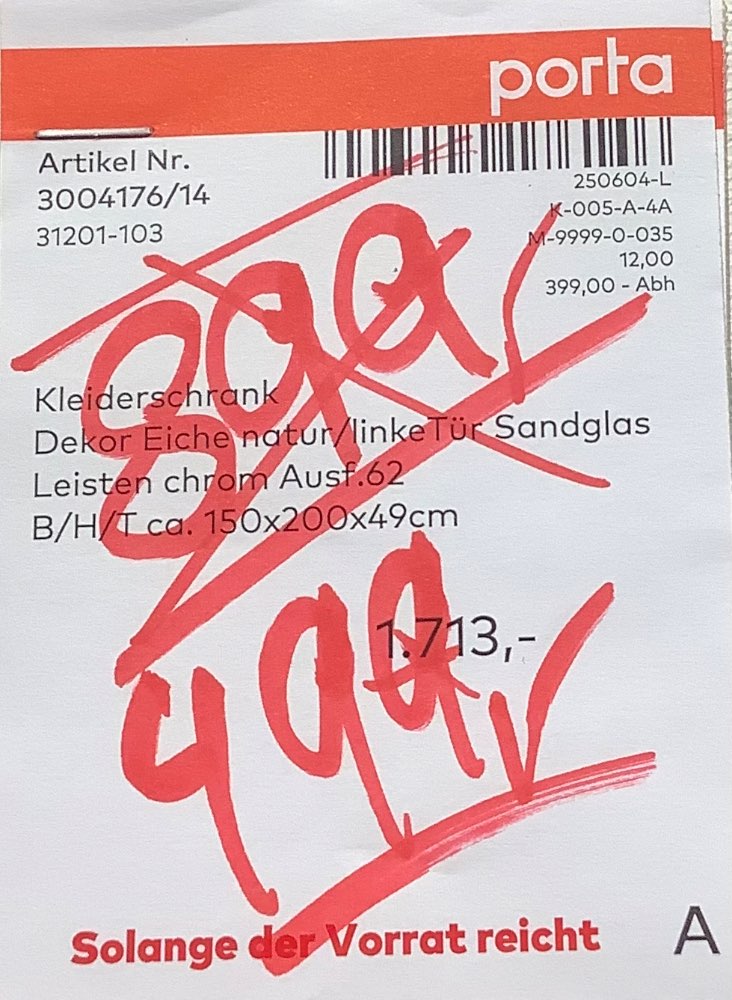 porta
Artikel Nr.
3004176/14
31201-103
250604-L
K-005-A-4A
M-9999-0-035
12,00
399,00 - Abh
899,-
Kleiderschrank
Dekor Eiche natur/linkeTür Sandglas
Leisten chrom Ausf.62
B/H/T ca. 150x200x49cm
1.713,-
499,-
Solange der Vorrat reicht
A